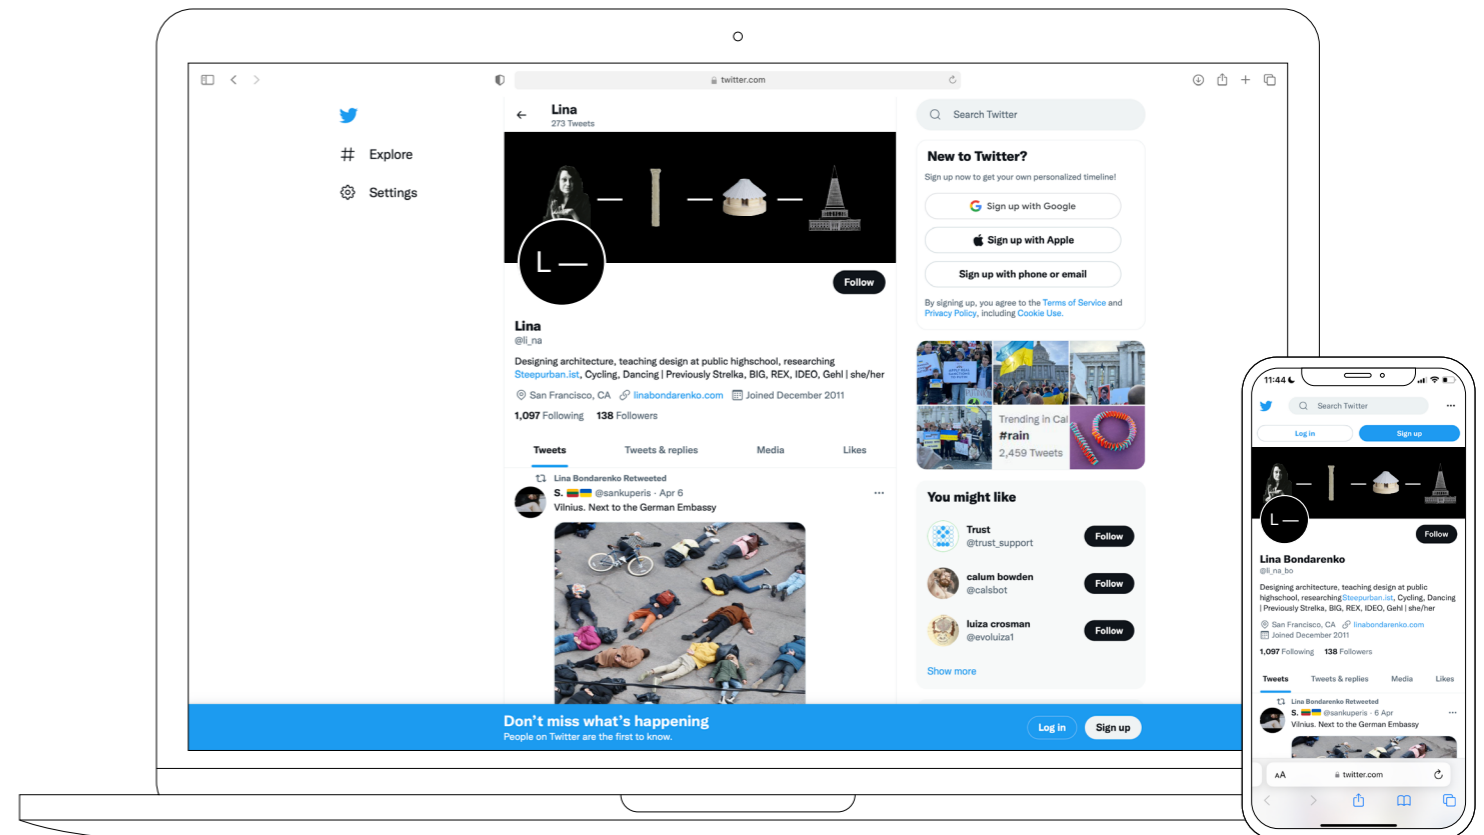 twitter.com
Lina
273 Tweets
Search Twitter
Explore
Settings
New to Twitter?
Sign up now to get your own personalized timeline!
Sign up with Google
Sign up with Apple
Sign up with phone or email
By signing up, you agree to the Terms of Service and
Privacy Policy, including Cookie Use.
L —
Follow
Lina
@li_na
Designing architecture, teaching design at public highschool, researching
Steepurban.ist, Cycling, Dancing | Previously Strelka, BIG, REX, IDEO, Gehl | she/her
San Francisco, CA linabondarenko.com Joined December 2011
1,097 Following 138 Followers
Tweets Tweets & replies Media Likes
Lina Bondarenko Retweeted
S. @sankuperis · Apr 6
Vilnius. Next to the German Embassy
Trending in Cal
#rain
2,459 Tweets
You might like
Trust
@trust_support
Follow
calum bowden
@calsbot
Follow
luiza crosman
@evoluiza1
Follow
Show more
Don't miss what's happening
People on Twitter are the first to know.
Log in
Sign up
11:44
Search Twitter
Log in
Sign up
L —
Follow
Lina Bondarenko
@li_na_bo
Designing architecture, teaching design at public
highschool, researching Steepurban.ist, Cycling, Dancing
| Previously Strelka, BIG, REX, IDEO, Gehl | she/her
San Francisco, CA linabondarenko.com
Joined December 2011
1,097 Following 138 Followers
Tweets Tweets & replies Media Likes
Lina Bondarenko Retweeted
S. @sankuperis · 6 Apr
Vilnius. Next to the German Embassy
AA twitter.com